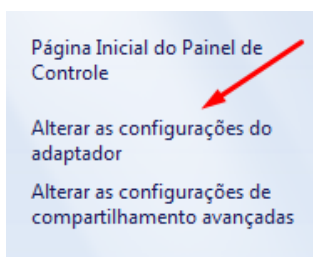 Página Inicial do Painel de
Controle
Alterar as configurações do
adaptador
Alterar as configurações de
compartilhamento avançadas